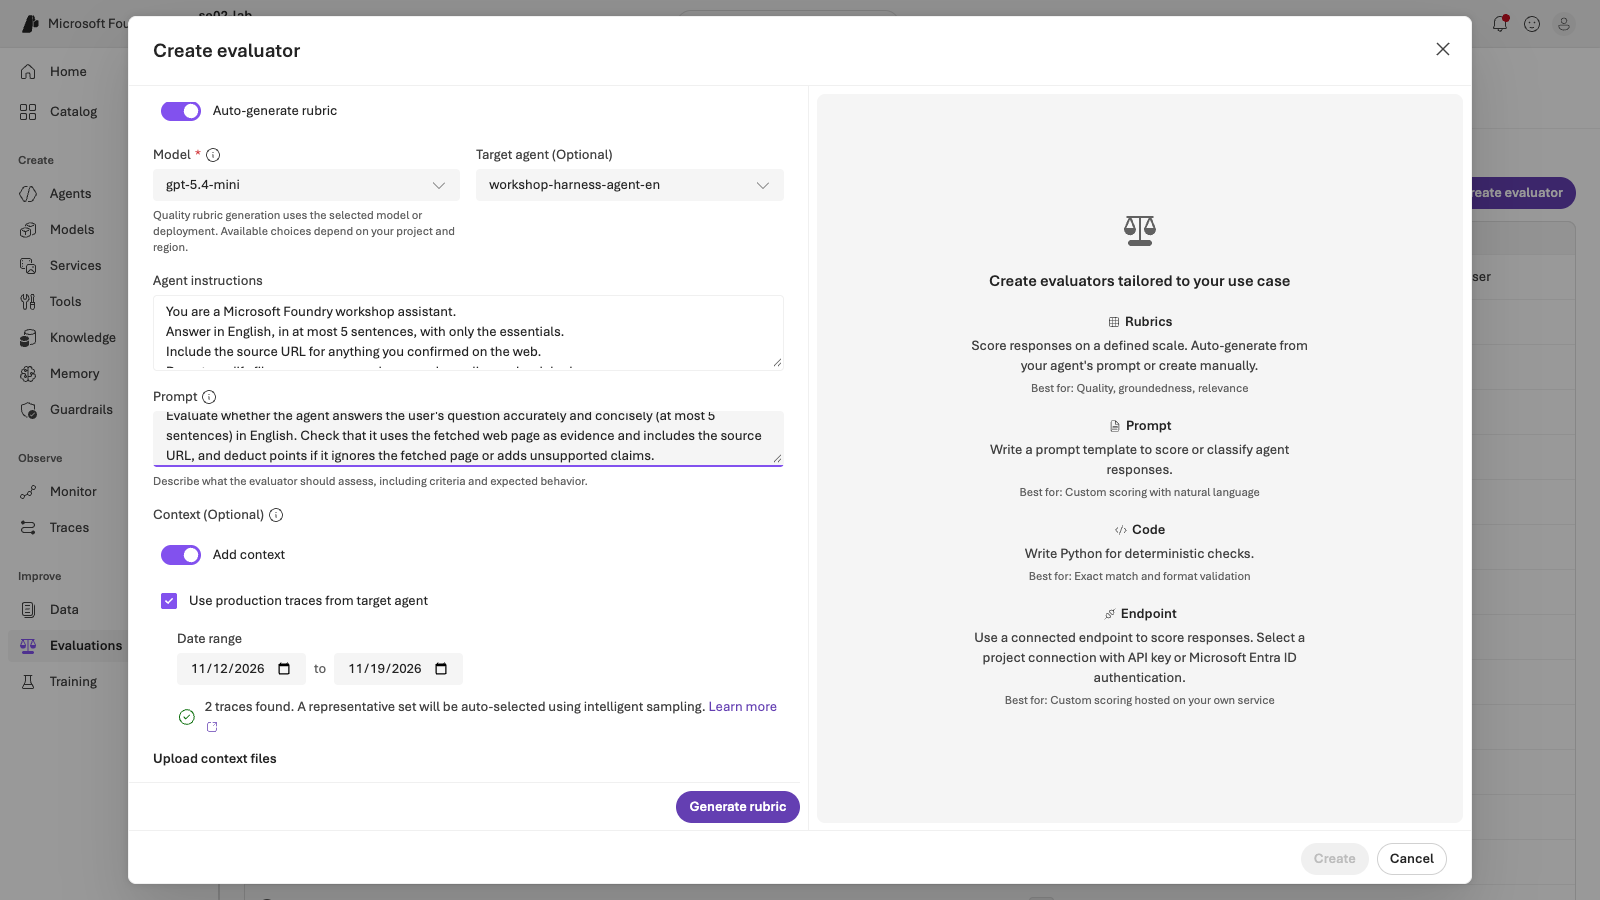 Microsoft Fou
Create evaluator
Home
Catalog
Create
Agents
Models
Services
Tools
Knowledge
Memory
Guardrails
Observe
Monitor
Traces
Improve
Data
Evaluations
Training
Auto-generate rubric
Model *
gpt-5.4-mini
Quality rubric generation uses the selected model or
deployment. Available choices depend on your project and
region.
Target agent (Optional)
workshop-harness-agent-en
Agent instructions
You are a Microsoft Foundry workshop assistant.
Answer in English, in at most 5 sentences, with only the essentials.
Include the source URL for anything you confirmed on the web.
Prompt
Evaluate whether the agent answers the user's question accurately and concisely (at most 5
sentences) in English. Check that it uses the fetched web page as evidence and includes the source
URL, and deduct points if it ignores the fetched page or adds unsupported claims.
Describe what the evaluator should assess, including criteria and expected behavior.
Context (Optional)
Add context
Use production traces from target agent
Date range
11/12/2026 to 11/19/2026
2 traces found. A representative set will be auto-selected using intelligent sampling. Learn more
Upload context files
Generate rubric
Create evaluators tailored to your use case
Rubrics
Score responses on a defined scale. Auto-generate from
your agent's prompt or create manually.
Best for: Quality, groundedness, relevance
Prompt
Write a prompt template to score or classify agent
responses.
Best for: Custom scoring with natural language
</> Code
Write Python for deterministic checks.
Best for: Exact match and format validation
Endpoint
Use a connected endpoint to score responses. Select a
project connection with API key or Microsoft Entra ID
authentication.
Best for: Custom scoring hosted on your own service
reate evaluator
ser
Create
Cancel